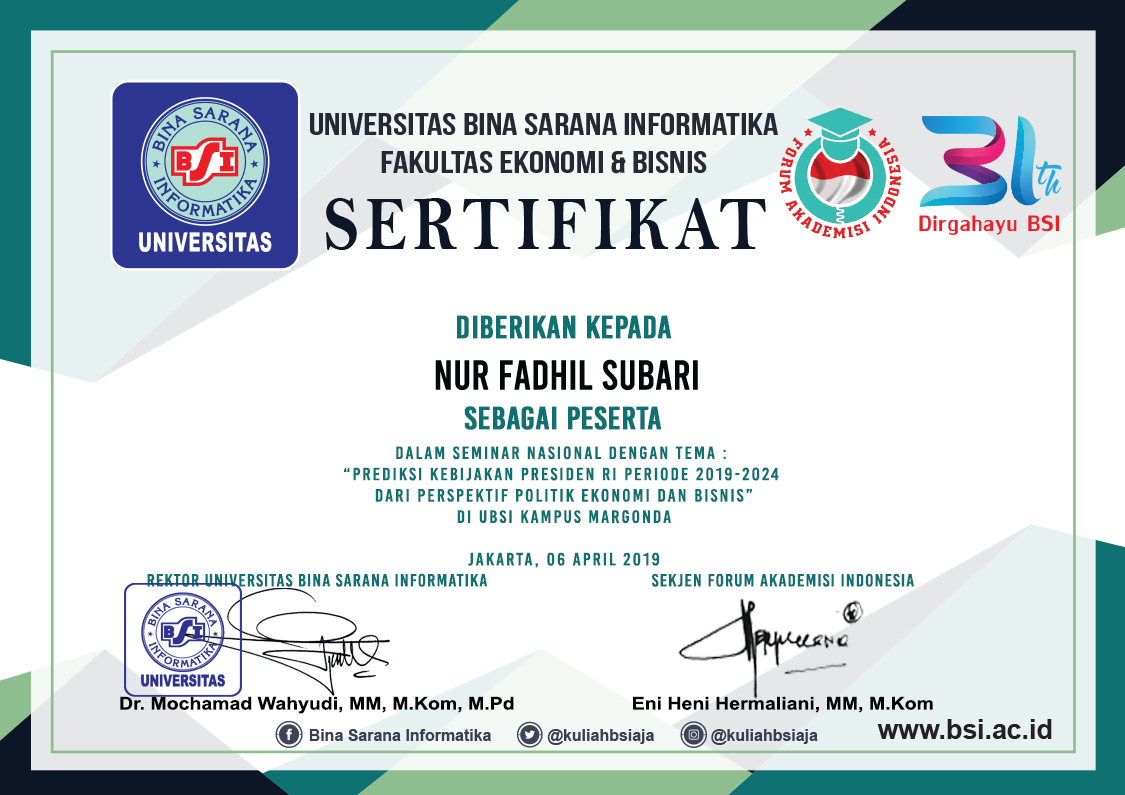 BINA SARANA
BSI
INFORMATIKA
UNIVERSITAS
UNIVERSITAS BINA SARANA INFORMATIKA
FAKULTAS EKONOMI & BISNIS
SERTIFIKAT
FORUM AKADEMISI INDONESIA
31th
Dirgahayu BSI
DIBERIKAN KEPADA
NUR FADHIL SUBARI
SEBAGAI PESERTA
DALAM SEMINAR NASIONAL DENGAN TEMA :
“PREDIKSI KEBIJAKAN PRESIDEN RI PERIODE 2019-2024
DARI PERSPEKTIF POLITIK EKONOMI DAN BISNIS”
DI UBSI KAMPUS MARGONDA
JAKARTA, 06 APRIL 2019
REKTOR UNIVERSITAS BINA SARANA INFORMATIKA
SEKJEN FORUM AKADEMISI INDONESIA
BINA SARANA
BSI
INFORMATIKA
UNIVERSITAS
Dr. Mochamad Wahyudi, MM, M.Kom, M.Pd
Eni Heni Hermaliani, MM, M.Kom
Bina Sarana Informatika
@kuliahbsiaja
@kuliahbsiaja
www.bsi.ac.id